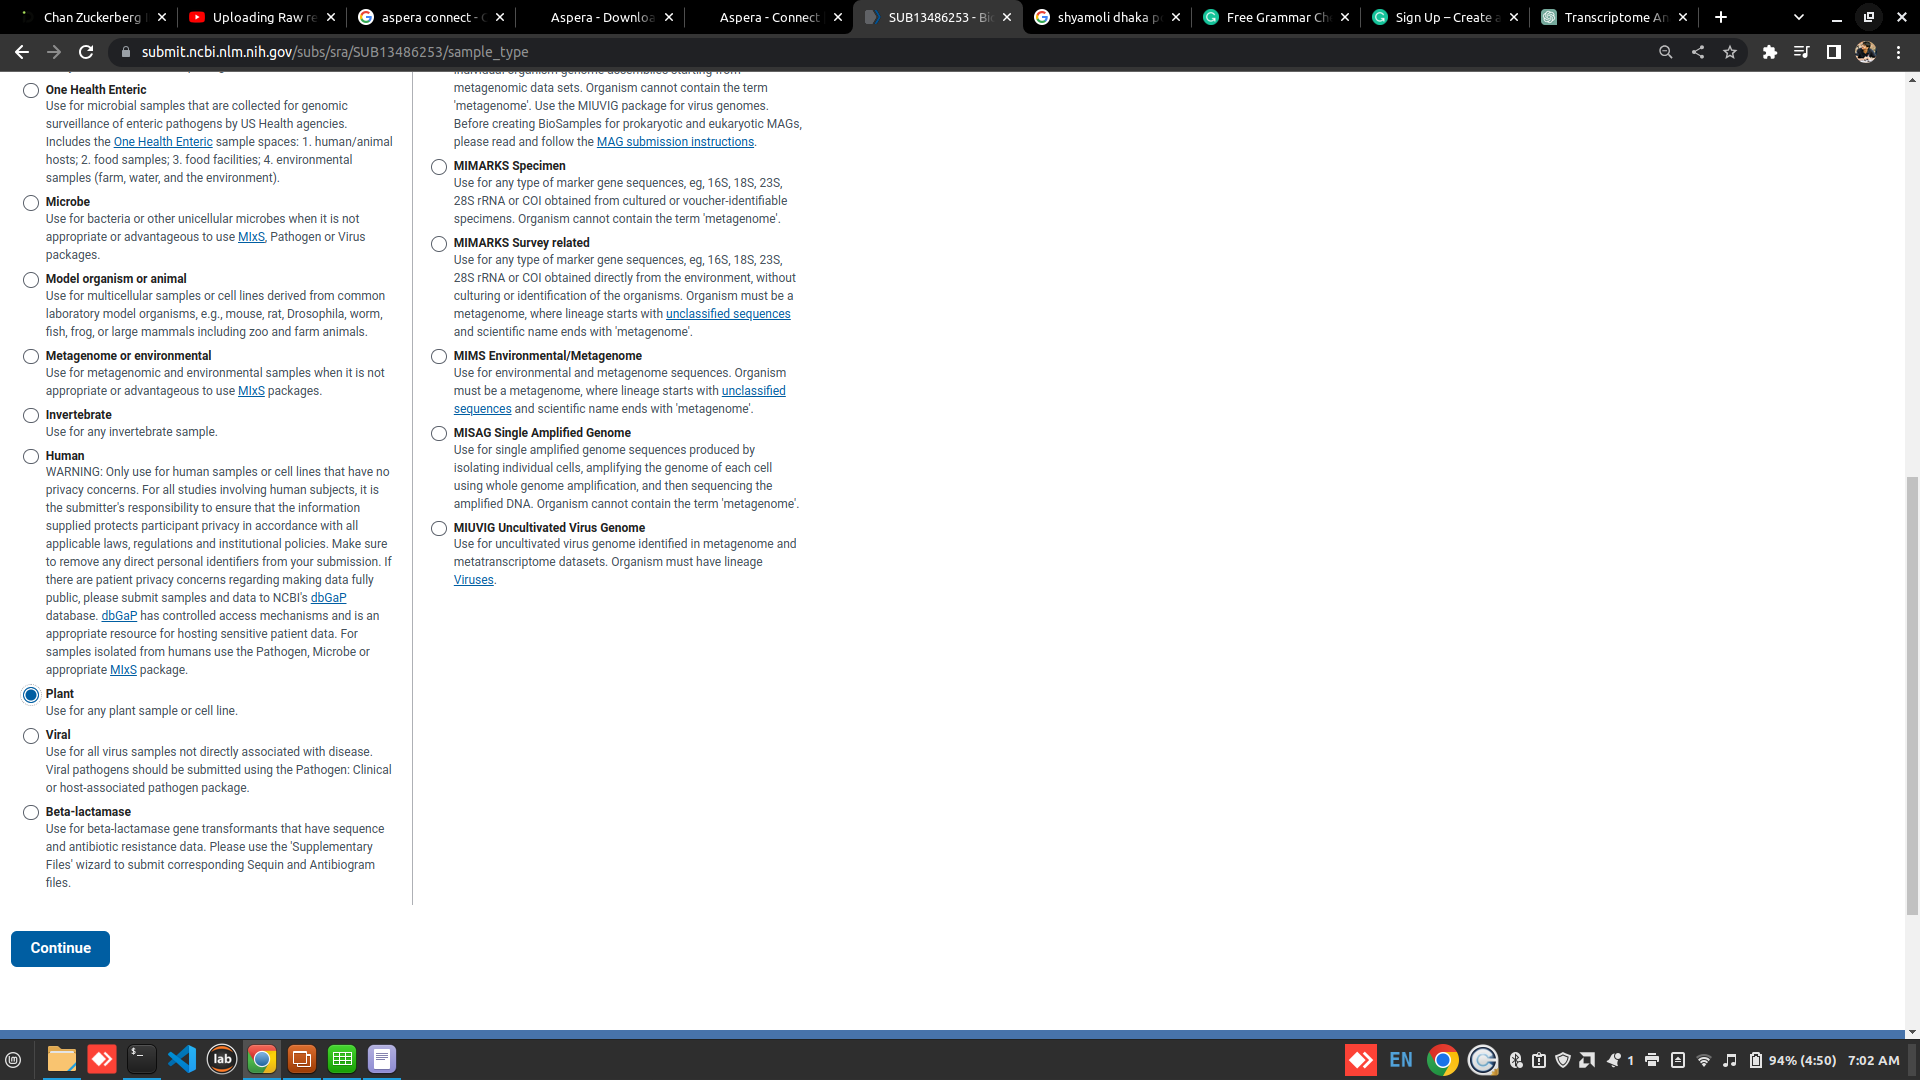 Chan Zuckerberg
Uploading Raw re
aspera connect - G
Aspera - Downloa
Aspera - Connect
SUB13486253 - Bio
shyamoli dhaka p
Free Grammar Che
Sign Up – Create a
Transcriptome An
submit.ncbi.nlm.nih.gov/subs/sra/SUB13486253/sample_type
One Health Enteric
Use for microbial samples that are collected for genomic
surveillance of enteric pathogens by US Health agencies.
Includes the One Health Enteric sample spaces: 1. human/animal
hosts; 2. food samples; 3. food facilities; 4. environmental
samples (farm, water, and the environment).
Microbe
Use for bacteria or other unicellular microbes when it is not
appropriate or advantageous to use MIxS, Pathogen or Virus
packages.
Model organism or animal
Use for multicellular samples or cell lines derived from common
laboratory model organisms, e.g., mouse, rat, Drosophila, worm,
fish, frog, or large mammals including zoo and farm animals.
Metagenome or environmental
Use for metagenomic and environmental samples when it is not
appropriate or advantageous to use MIxS packages.
Invertebrate
Use for any invertebrate sample.
Human
WARNING: Only use for human samples or cell lines that have no
privacy concerns. For all studies involving human subjects, it is
the submitter's responsibility to ensure that the information
supplied protects participant privacy in accordance with all
applicable laws, regulations and institutional policies. Make sure
to remove any direct personal identifiers from your submission. If
there are patient privacy concerns regarding making data fully
public, please submit samples and data to NCBI's dbGaP
database. dbGaP has controlled access mechanisms and is an
appropriate resource for hosting sensitive patient data. For
samples isolated from humans use the Pathogen, Microbe or
appropriate MIxS package.
Plant
Use for any plant sample or cell line.
Viral
Use for all virus samples not directly associated with disease.
Viral pathogens should be submitted using the Pathogen: Clinical
or host-associated pathogen package.
Beta-lactamase
Use for beta-lactamase gene transformants that have sequence
and antibiotic resistance data. Please use the 'Supplementary
Files' wizard to submit corresponding Sequin and Antibiogram
files.
individual organism genome assemblies starting from
metagenomic data sets. Organism cannot contain the term
'metagenome'. Use the MIUVIG package for virus genomes.
Before creating BioSamples for prokaryotic and eukaryotic MAGs,
please read and follow the MAG submission instructions.
MIMARKS Specimen
Use for any type of marker gene sequences, eg, 16S, 18S, 23S,
28S rRNA or COI obtained from cultured or voucher-identifiable
specimens. Organism cannot contain the term 'metagenome'.
MIMARKS Survey related
Use for any type of marker gene sequences, eg, 16S, 18S, 23S,
28S rRNA or COI obtained directly from the environment, without
culturing or identification of the organisms. Organism must be a
metagenome, where lineage starts with unclassified sequences
and scientific name ends with 'metagenome'.
MIMS Environmental/Metagenome
Use for environmental and metagenome sequences. Organism
must be a metagenome, where lineage starts with unclassified
sequences and scientific name ends with 'metagenome'.
MISAG Single Amplified Genome
Use for single amplified genome sequences produced by
isolating individual cells, amplifying the genome of each cell
using whole genome amplification, and then sequencing the
amplified DNA. Organism cannot contain the term 'metagenome'.
MIUVIG Uncultivated Virus Genome
Use for uncultivated virus genome identified in metagenome and
metatranscriptome datasets. Organism must have lineage
Viruses.
Continue
lab
EN
1
94% (4:50)
7:02 AM